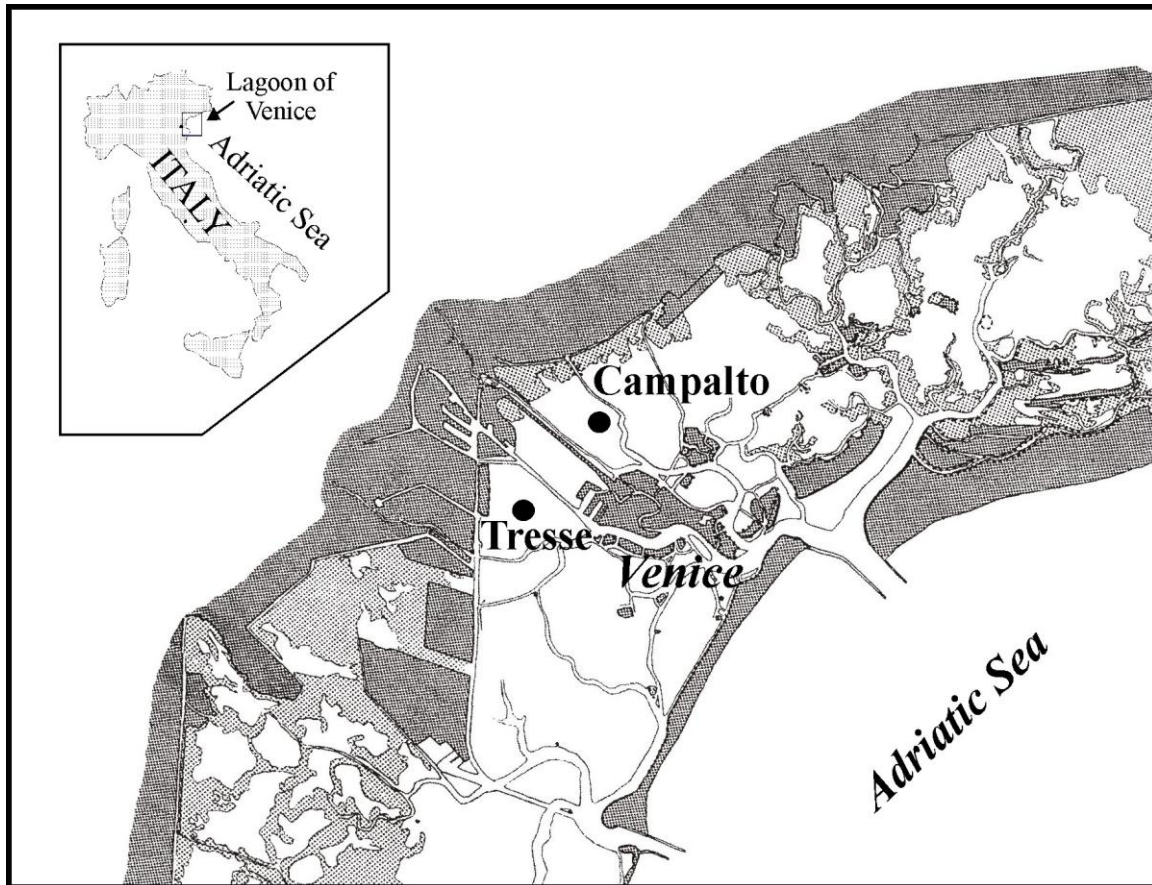 Lagoon of
Venice
Adriatic Sea
ITALY
Campalto
Tresse
Venice
Adriatic Sea